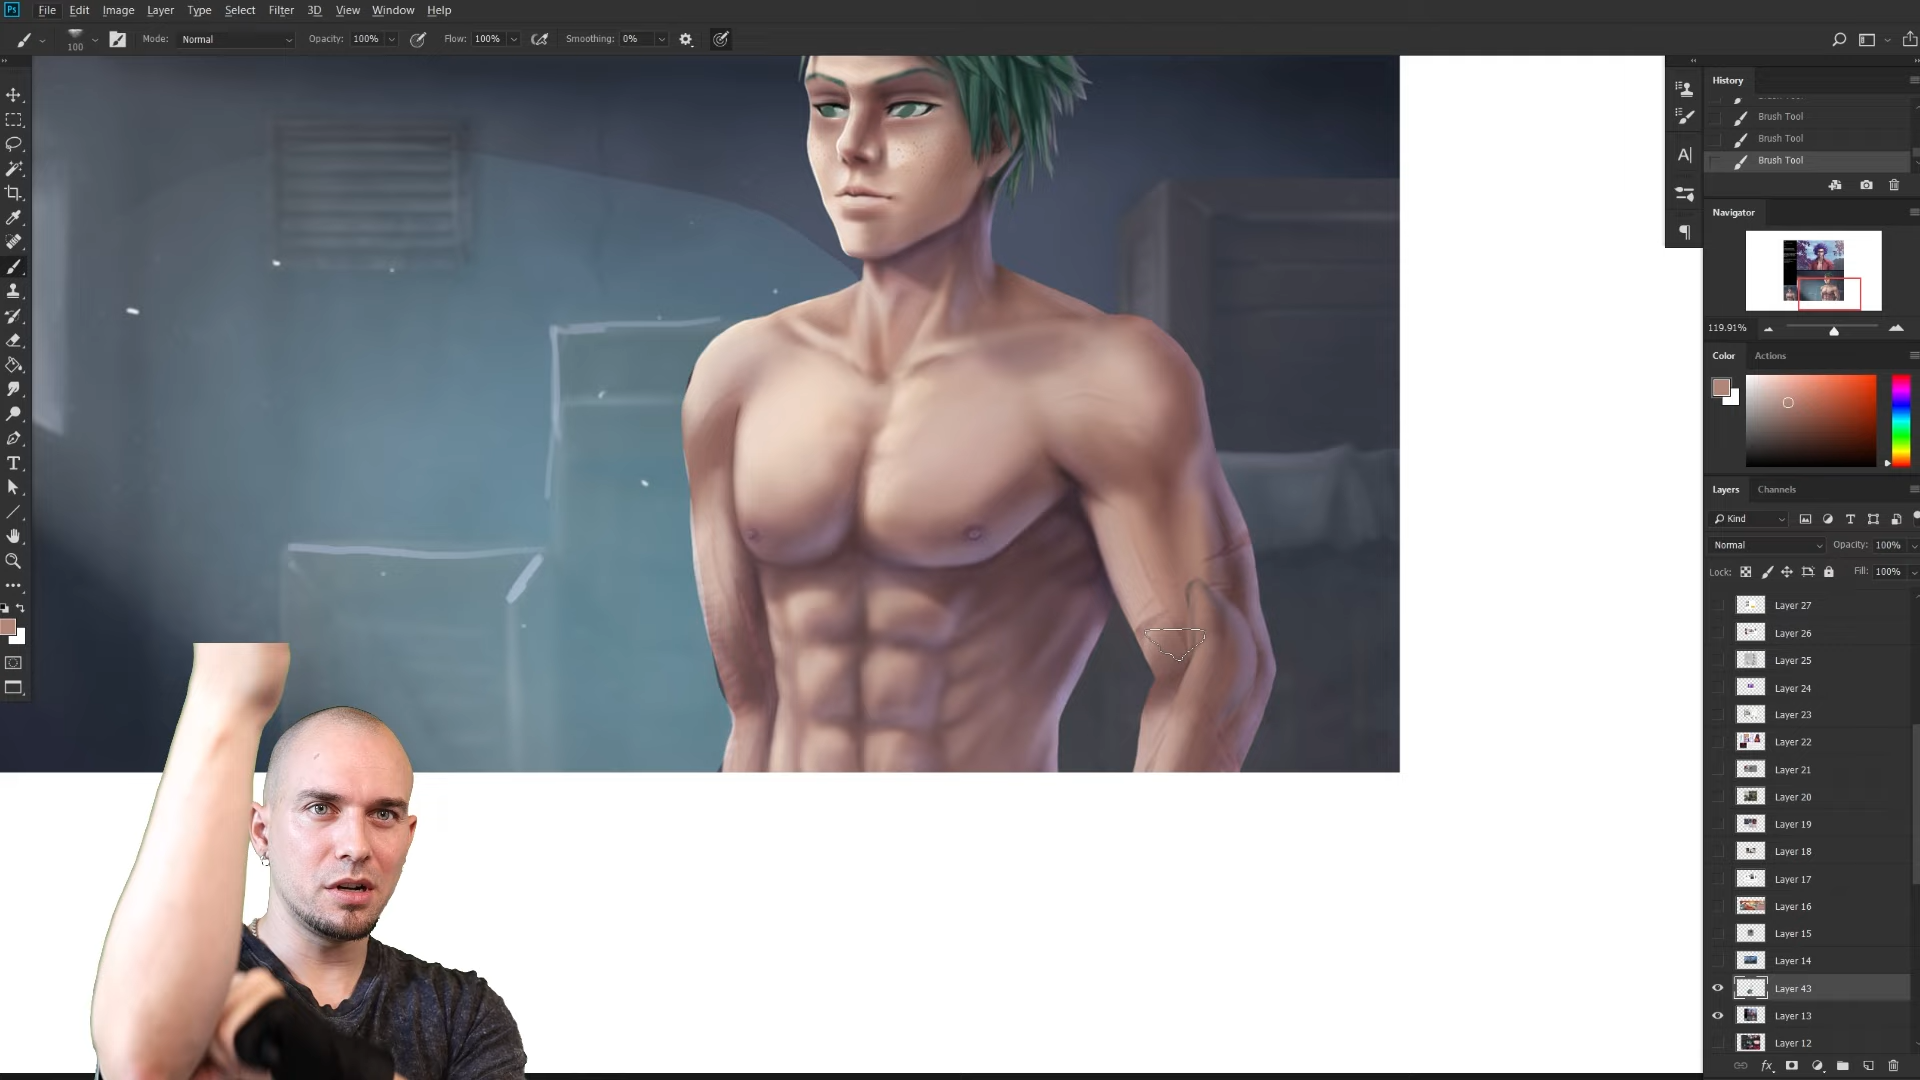 Ps File Edit Image Layer Type Select Filter 3D View Window Help
100 Mode: Normal Opacity: 100% Flow: 100% Smoothing: 0%
History
Brush Tool
Brush Tool
Brush Tool
Navigator
119.91%
Color Actions
Layers Channels
Kind
Normal Opacity: 100%
Lock: Fill: 100%
Layer 27
Layer 26
Layer 25
Layer 24
Layer 23
Layer 22
Layer 21
Layer 20
Layer 19
Layer 18
Layer 17
Layer 16
Layer 15
Layer 14
Layer 43
Layer 13
Layer 12
fx